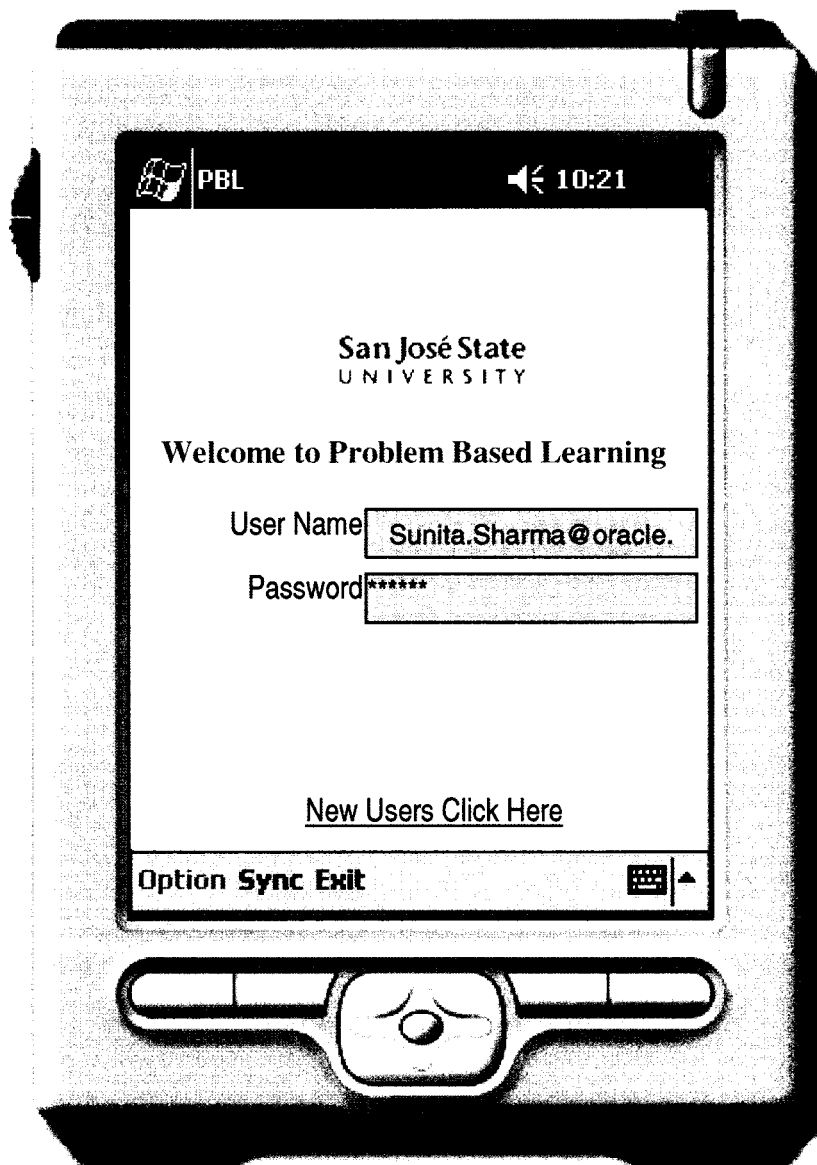 PBL 10:21
San José State
UNIVERSITY
Welcome to Problem Based Learning
User Name Sunita.Sharma@oracle.
Password ******
New Users Click Here
Option Sync Exit